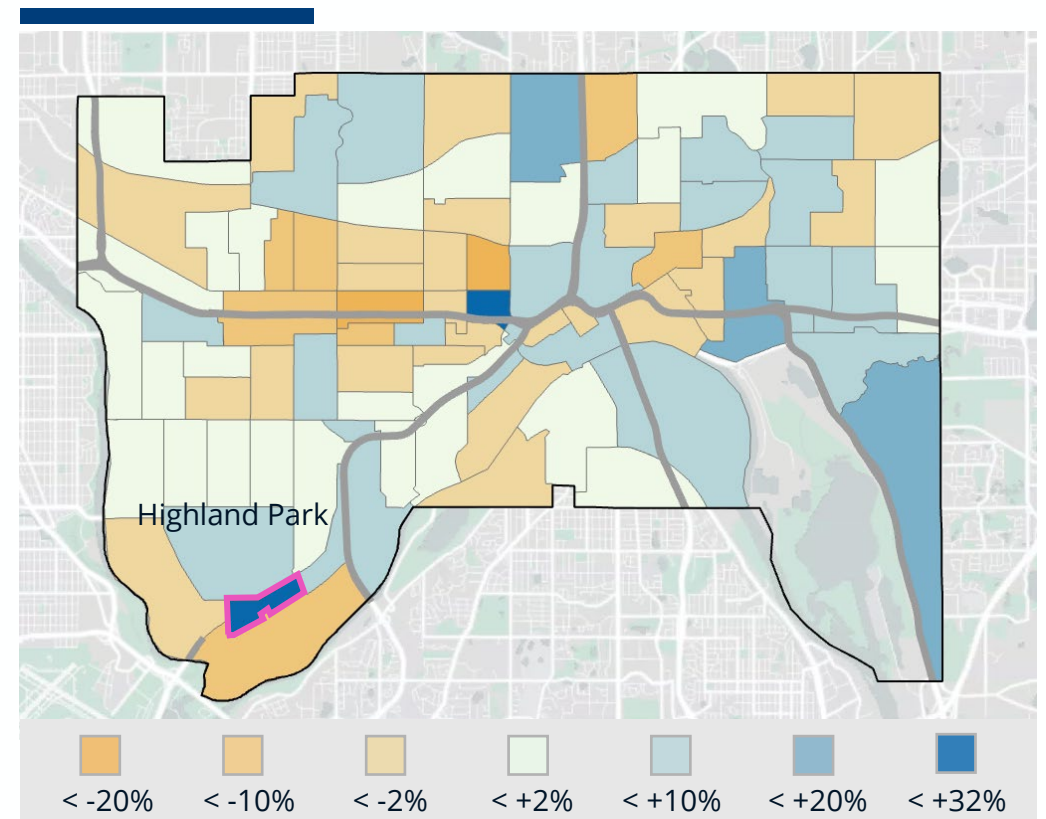 Highland Park
< -20% < -10% < -2% < +2% < +10% < +20% < +32%